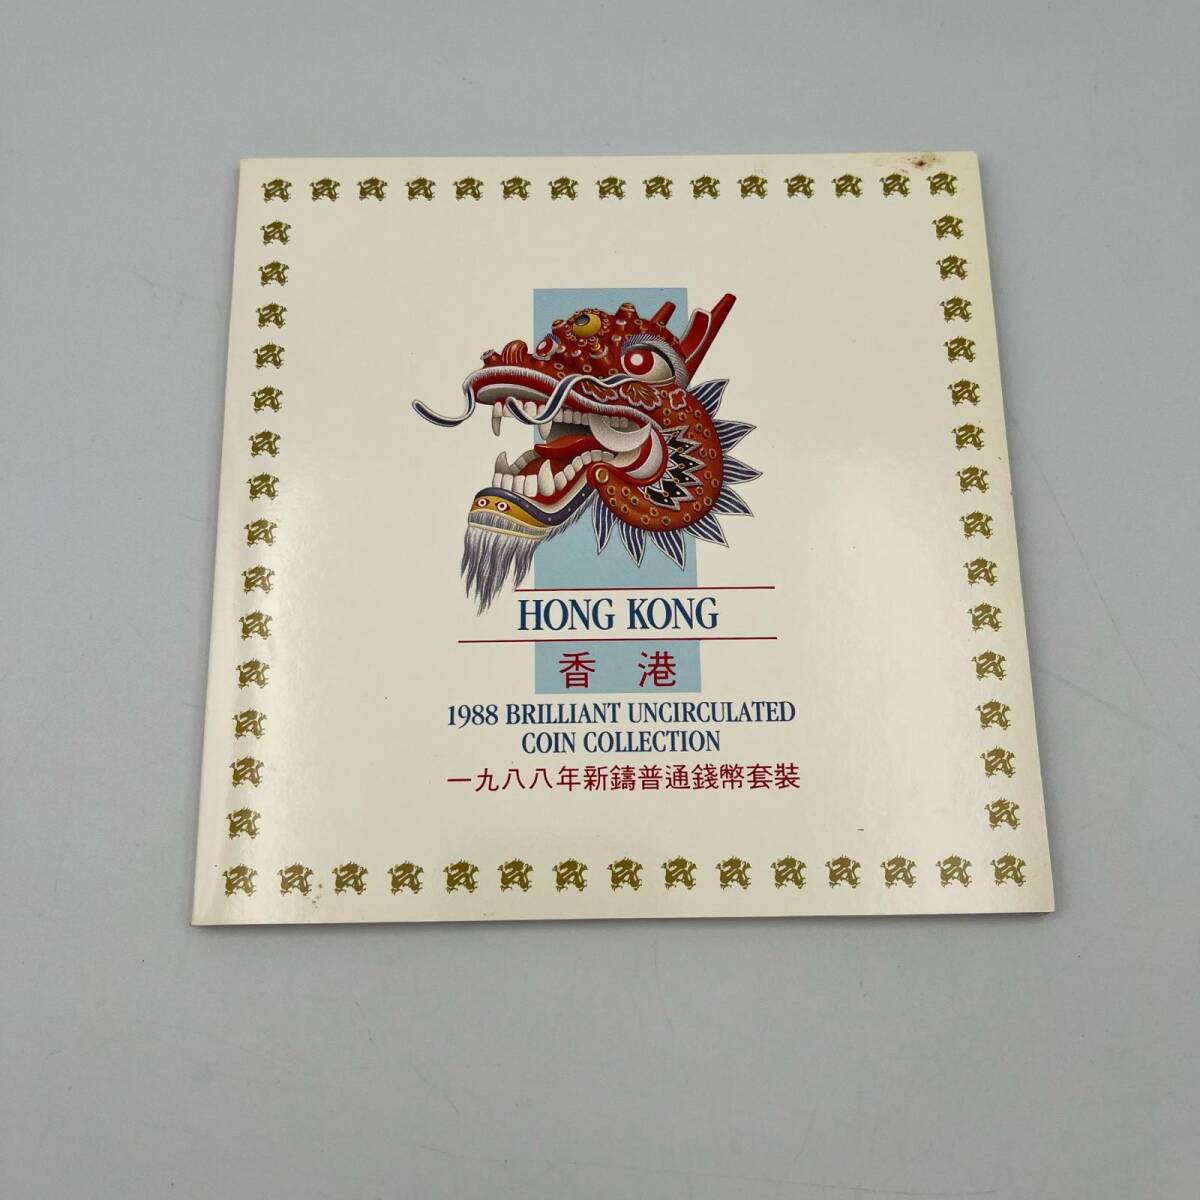 HONG KONG
香 港
1988 BRILLIANT UNCIRCULATED
COIN COLLECTION
一九八八年新鑄普通錢幣套裝